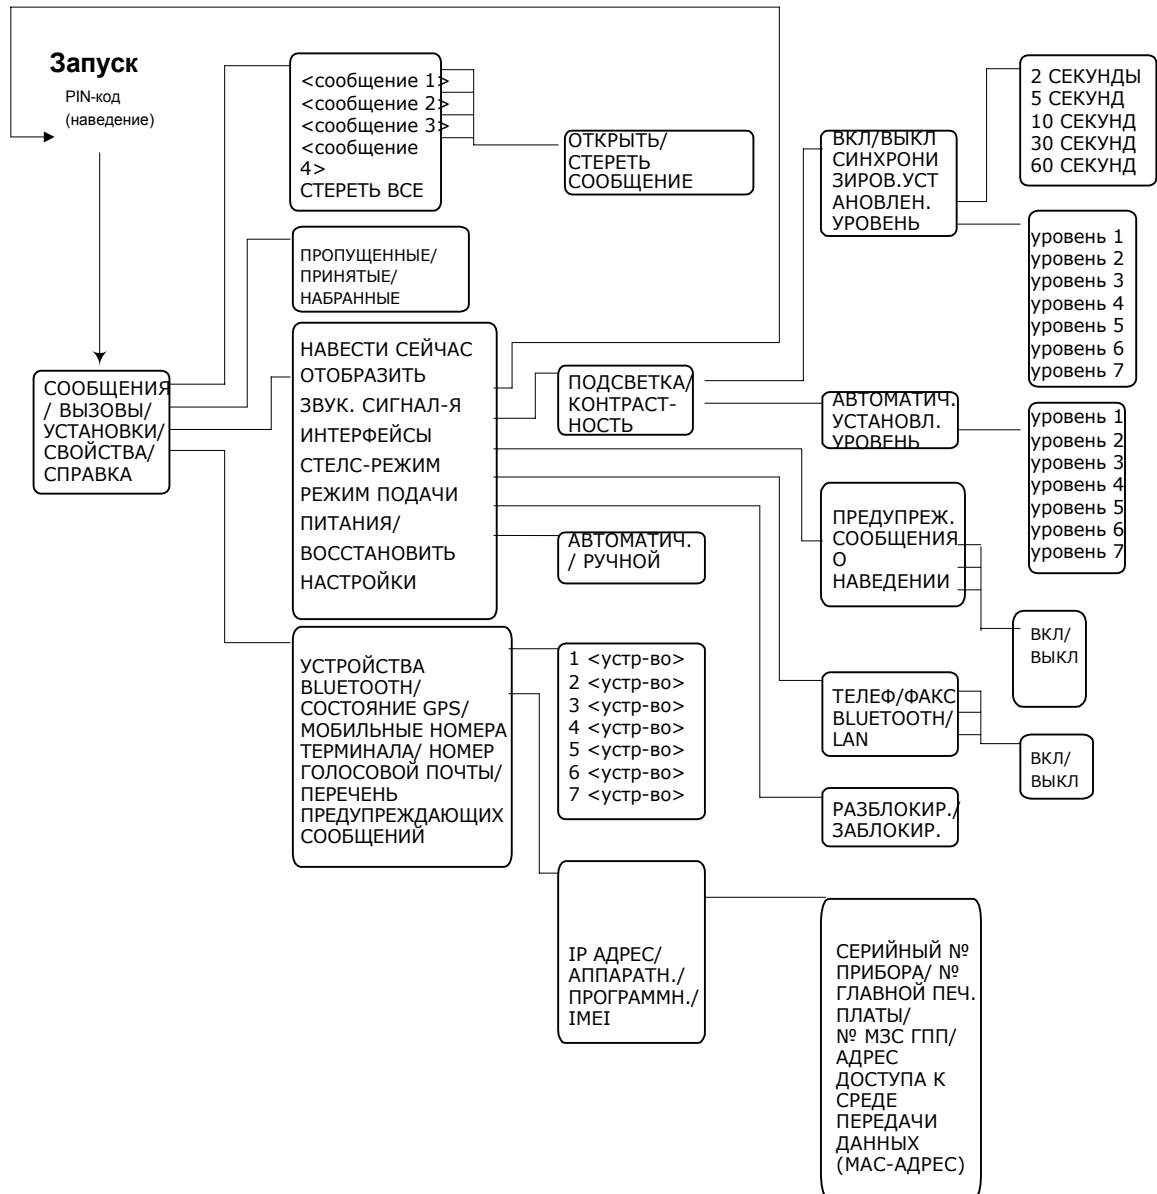 Запуск
PIN-код
(наведение)
СООБЩЕНИЯ
/ ВЫЗОВЫ/
УСТАНОВКИ/
СВОЙСТВА/
СПРАВКА
<сообщение 1>
<сообщение 2>
<сообщение 3>
<сообщение
4>
СТЕРЕТЬ ВСЕ
ОТКРЫТЬ/
СТЕРЕТЬ
СООБЩЕНИЕ
ПРОПУЩЕННЫЕ/
ПРИНЯТЫЕ/
НАБРАННЫЕ
НАВЕСТИ СЕЙЧАС
ОТОБРАЗИТЬ
ЗВУК. СИГНАЛ-Я
ИНТЕРФЕЙСЫ
СТЕЛС-РЕЖИМ
РЕЖИМ ПОДАЧИ
ПИТАНИЯ/
ВОССТАНОВИТЬ
НАСТРОЙКИ
ПОДСВЕТКА/
КОНТРАСТ-
НОСТЬ
АВТОМАТИЧ.
/ РУЧНОЙ
ВКЛ/ВЫКЛ
СИНХРОНИ
ЗИРОВ.УСТ
АНОВЛЕН.
УРОВЕНЬ
2 СЕКУНДЫ
5 СЕКУНД
10 СЕКУНД
30 СЕКУНД
60 СЕКУНД
уровень 1
уровень 2
уровень 3
уровень 4
уровень 5
уровень 6
уровень 7
АВТОМАТИЧ.
УСТАНОВЛ.
УРОВЕНЬ
уровень 1
уровень 2
уровень 3
уровень 4
уровень 5
уровень 6
уровень 7
ПРЕДУПРЕЖ.
СООБЩЕНИЯ
О
НАВЕДЕНИИ
ВКЛ/
ВЫКЛ
ТЕЛЕФ/ФАКС
BLUETOOTH/
LAN
ВКЛ/
ВЫКЛ
РАЗБЛОКИР./
ЗАБЛОКИР.
УСТРОЙСТВА
BLUETOOTH/
СОСТОЯНИЕ GPS/
МОБИЛЬНЫЕ НОМЕРА
ТЕРМИНАЛА/ НОМЕР
ГОЛОСОВОЙ ПОЧТЫ/
ПЕРЕЧЕНЬ
ПРЕДУПРЕЖДАЮЩИХ
СООБЩЕНИЙ
1 <устр-во>
2 <устр-во>
3 <устр-во>
4 <устр-во>
5 <устр-во>
6 <устр-во>
7 <устр-во>
IP АДРЕС/
АППАРАТН./
ПРОГРАММН./
IMEI
СЕРИЙНЫЙ №
ПРИБОРА/ №
ГЛАВНОЙ ПЕЧ.
ПЛАТЫ/
№ МЗС ГПП/
АДРЕС
ДОСТУПА К
СРЕДЕ
ПЕРЕДАЧИ
ДАННЫХ
(МАС-АДРЕС)